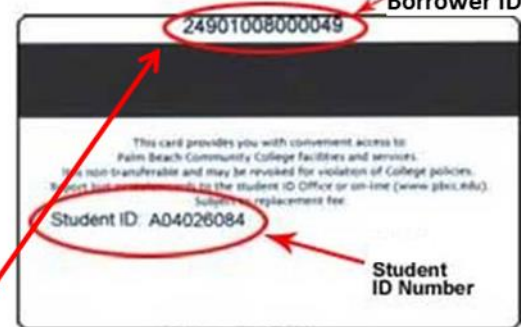 Borrower ID
24901008000049
This card provides you with convenient access to
Palm Beach Community College facilities and services.
is non-transferable and may be revoked for violation of College policies.
to the student ID Office or on-line (www.pbcc.edu).
Subject to replacement fee.
Student ID: A04026084
Student
ID Number